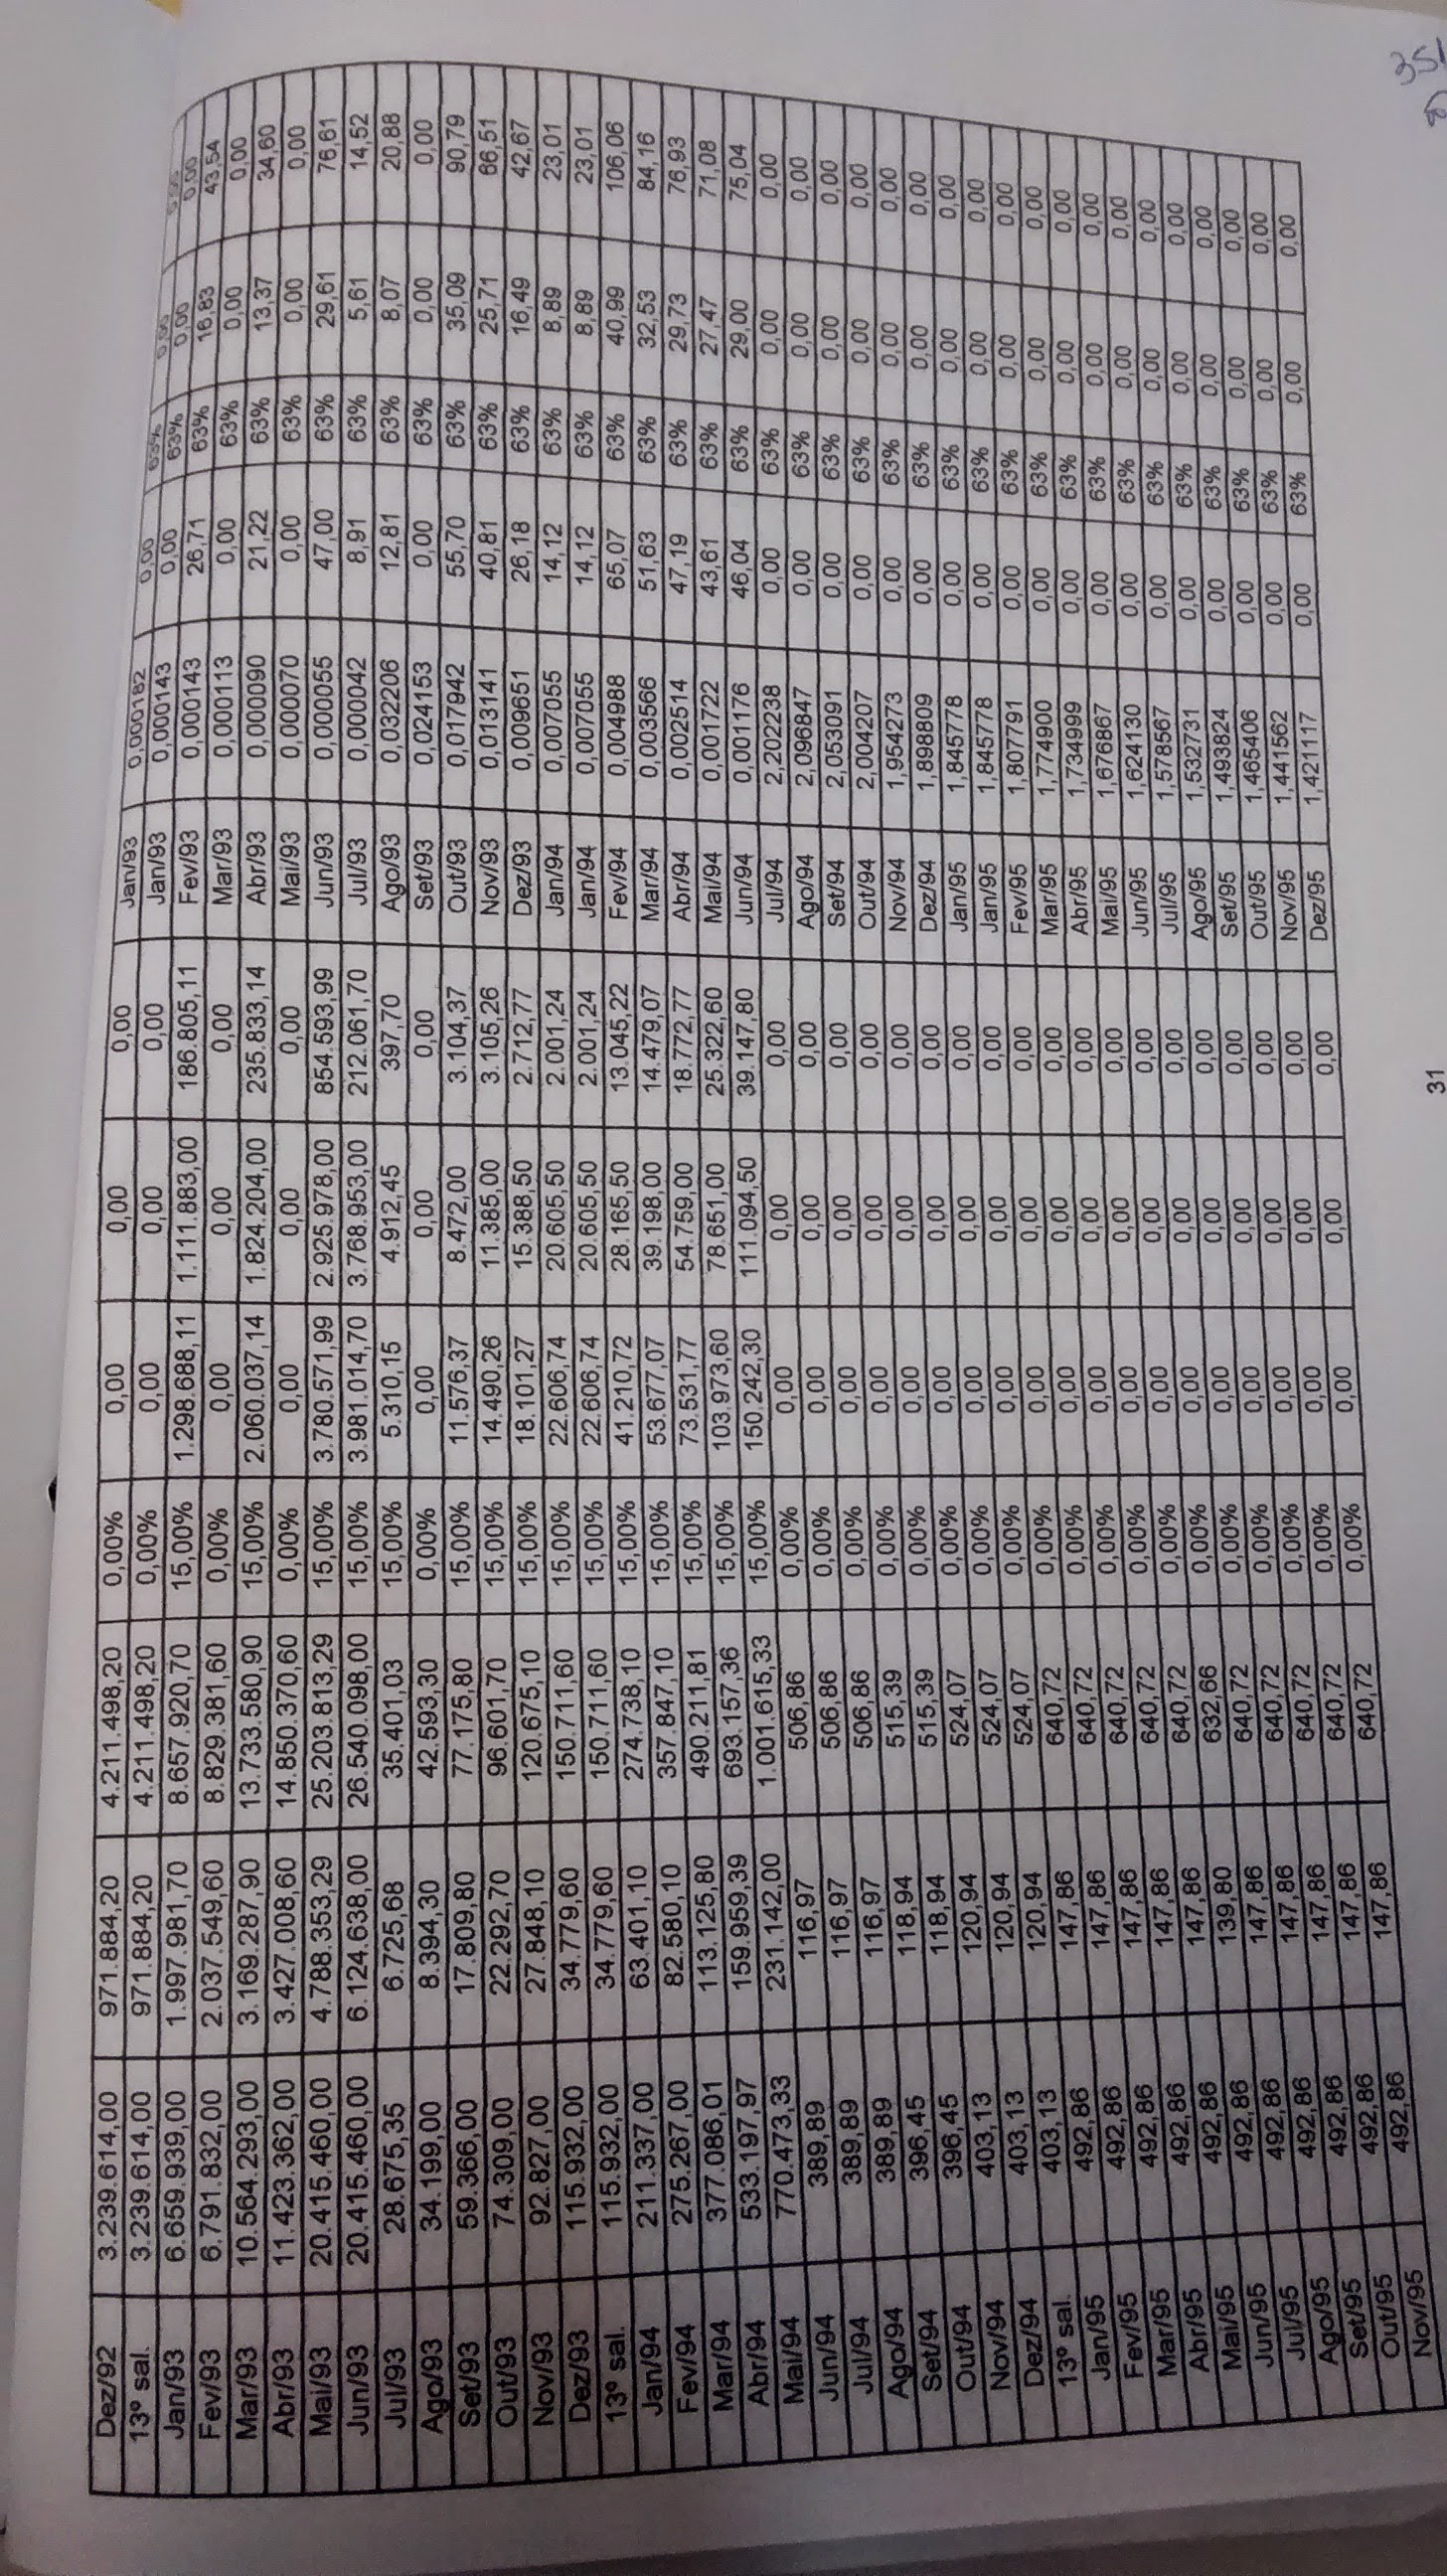 Dez/92 3.239.614,00 971.884,20 4.211.498,20 0,00% 0,00 0,00 0,00 Jan/93 0,000182 0,00 63% 0,00 0,00
13º sal. 3.239.614,00 971.884,20 4.211.498,20 0,00% 0,00 0,00 0,00 Jan/93 0,000143 0,00 63% 0,00 0,00
Jan/93 6.659.939,00 1.997.981,70 8.657.920,70 15,00% 1.298.688,11 1.111.883,00 186.805,11 Fev/93 0,000143 26,71 63% 16,83 43,54
Fev/93 6.791.832,00 2.037.549,60 8.829.381,60 0,00% 0,00 0,00 0,00 Mar/93 0,000113 0,00 63% 0,00 0,00
Mar/93 10.564.293,00 3.169.287,90 13.733.580,90 15,00% 2.060.037,14 1.824.204,00 235.833,14 Abr/93 0,000090 21,22 63% 13,37 34,60
Abr/93 11.423.362,00 3.427.008,60 14.850.370,60 0,00% 0,00 0,00 0,00 Mai/93 0,000070 0,00 63% 0,00 0,00
Mai/93 20.415.460,00 4.788.353,29 25.203.813,29 15,00% 3.780.571,99 2.925.978,00 854.593,99 Jun/93 0,000055 47,00 63% 29,61 76,61
Jun/93 20.415.460,00 6.124.638,00 26.540.098,00 15,00% 3.981.014,70 3.768.953,00 212.061,70 Jul/93 0,000042 8,91 63% 5,61 14,52
Jul/93 28.675,35 6.725,68 35.401,03 15,00% 5.310,15 4.912,45 397,70 Ago/93 0,032206 12,81 63% 8,07 20,88
Ago/93 34.199,00 8.394,30 42.593,30 0,00% 0,00 0,00 0,00 Set/93 0,024153 0,00 63% 0,00 0,00
Set/93 59.366,00 17.809,80 77.175,80 15,00% 11.576,37 8.472,00 3.104,37 Out/93 0,017942 55,70 63% 35,09 90,79
Out/93 74.309,00 22.292,70 96.601,70 15,00% 14.490,26 11.385,00 3.105,26 Nov/93 0,013141 40,81 63% 25,71 66,51
Nov/93 92.827,00 27.848,10 120.675,10 15,00% 18.101,27 15.388,50 2.712,77 Dez/93 0,009651 26,18 63% 16,49 42,67
Dez/93 115.932,00 34.779,60 150.711,60 15,00% 22.606,74 20.605,50 2.001,24 Jan/94 0,007055 14,12 63% 8,89 23,01
13º sal. 115.932,00 34.779,60 150.711,60 15,00% 22.606,74 20.605,50 2.001,24 Jan/94 0,007055 14,12 63% 8,89 23,01
Jan/94 211.337,00 63.401,10 274.738,10 15,00% 41.210,72 28.165,50 13.045,22 Fev/94 0,004988 65,07 63% 40,99 106,06
Fev/94 275.267,00 82.580,10 357.847,10 15,00% 53.677,07 39.198,00 14.479,07 Mar/94 0,003566 51,63 63% 32,53 84,16
Mar/94 377.086,01 113.125,80 490.211,81 15,00% 73.531,77 54.759,00 18.772,77 Abr/94 0,002514 47,19 63% 29,73 76,93
Abr/94 533.197,97 159.959,39 693.157,36 15,00% 103.973,60 78.651,00 25.322,60 Mai/94 0,001722 43,61 63% 27,47 71,08
Mai/94 770.473,33 231.142,00 1.001.615,33 15,00% 150.242,30 111.094,50 39.147,80 Jun/94 0,001176 46,04 63% 29,00 75,04
Jun/94 389,89 116,97 506,86 0,00% 0,00 0,00 0,00 Jul/94 2,202238 0,00 63% 0,00 0,00
Jul/94 389,89 116,97 506,86 0,00% 0,00 0,00 0,00 Ago/94 2,096847 0,00 63% 0,00 0,00
Ago/94 389,89 116,97 506,86 0,00% 0,00 0,00 0,00 Set/94 2,053091 0,00 63% 0,00 0,00
Set/94 396,45 118,94 515,39 0,00% 0,00 0,00 0,00 Out/94 2,004207 0,00 63% 0,00 0,00
Out/94 396,45 118,94 515,39 0,00% 0,00 0,00 0,00 Nov/94 1,954273 0,00 63% 0,00 0,00
Nov/94 403,13 120,94 524,07 0,00% 0,00 0,00 0,00 Dez/94 1,898809 0,00 63% 0,00 0,00
Dez/94 403,13 120,94 524,07 0,00% 0,00 0,00 0,00 Jan/95 1,845778 0,00 63% 0,00 0,00
13º sal. 403,13 120,94 524,07 0,00% 0,00 0,00 0,00 Jan/95 1,845778 0,00 63% 0,00 0,00
Jan/95 492,86 147,86 640,72 0,00% 0,00 0,00 0,00 Fev/95 1,807791 0,00 63% 0,00 0,00
Fev/95 492,86 147,86 640,72 0,00% 0,00 0,00 0,00 Mar/95 1,774900 0,00 63% 0,00 0,00
Mar/95 492,86 147,86 640,72 0,00% 0,00 0,00 0,00 Abr/95 1,734999 0,00 63% 0,00 0,00
Abr/95 492,86 147,86 640,72 0,00% 0,00 0,00 0,00 Mai/95 1,676867 0,00 63% 0,00 0,00
Mai/95 492,86 147,86 640,72 0,00% 0,00 0,00 0,00 Jun/95 1,624130 0,00 63% 0,00 0,00
Jun/95 492,86 139,80 632,66 0,00% 0,00 0,00 0,00 Jul/95 1,578567 0,00 63% 0,00 0,00
Jul/95 492,86 147,86 640,72 0,00% 0,00 0,00 0,00 Ago/95 1,532731 0,00 63% 0,00 0,00
Ago/95 492,86 147,86 640,72 0,00% 0,00 0,00 0,00 Set/95 1,493824 0,00 63% 0,00 0,00
Set/95 492,86 147,86 640,72 0,00% 0,00 0,00 0,00 Out/95 1,465406 0,00 63% 0,00 0,00
Out/95 492,86 147,86 640,72 0,00% 0,00 0,00 0,00 Nov/95 1,441562 0,00 63% 0,00 0,00
Nov/95 492,86 147,86 640,72 0,00% 0,00 0,00 0,00 Dez/95 1,421117 0,00 63% 0,00 0,00
31